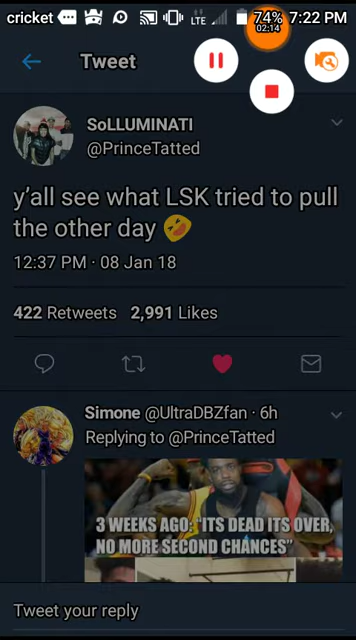 cricket LTE 74% 7:22 PM
02:14
Tweet
SoLLUMINATI
@PrinceTatted
y'all see what LSK tried to pull
the other day 🤣
12:37 PM · 08 Jan 18
422 Retweets 2,991 Likes
Simone @UltraDBZfan · 6h
Replying to @PrinceTatted
3 WEEKS AGO: "ITS DEAD ITS OVER,
NO MORE SECOND CHANCES"
Tweet your reply